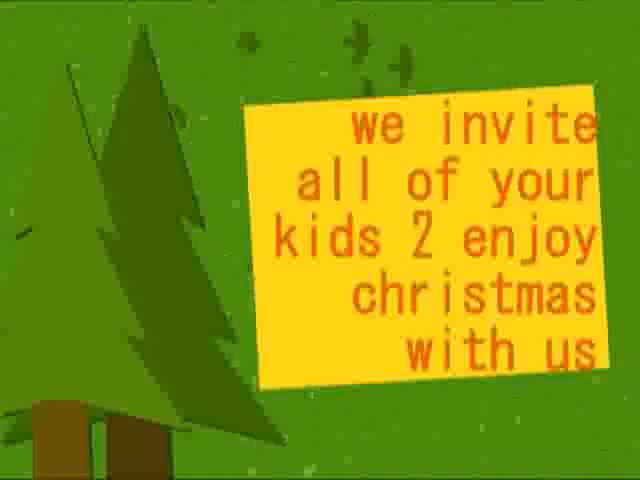 we invite
all of your
kids 2 enjoy
christmas
with us